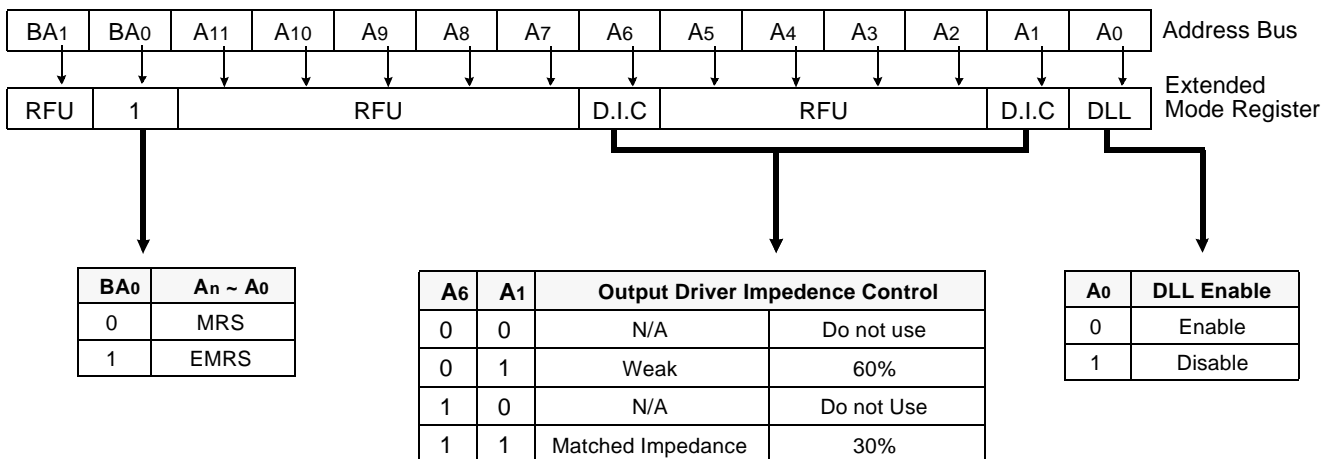 BA1 BA0 A11 A10 A9 A8 A7 A6 A5 A4 A3 A2 A1 A0 Address Bus
RFU 1 RFU D.I.C RFU D.I.C DLL Extended
Mode Register
BA0 An ~ A0
0 MRS
1 EMRS
A6 A1 Output Driver Impedence Control
0 0 N/A Do not use
0 1 Weak 60%
1 0 N/A Do not Use
1 1 Matched Impedance 30%
A0 DLL Enable
0 Enable
1 Disable